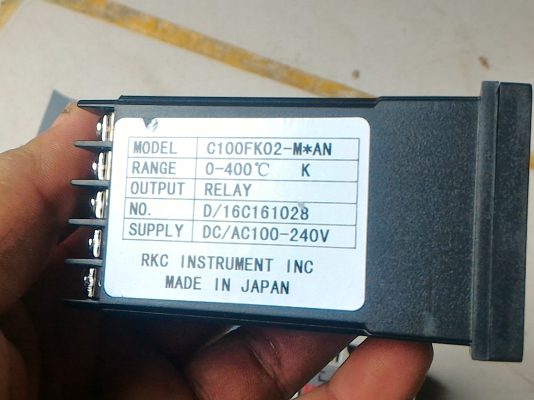 MODEL C100FK02-M*AN
RANGE 0-400℃ K
OUTPUT RELAY
NO. D/16C161028
SUPPLY DC/AC100-240V
RKC INSTRUMENT INC
MADE IN JAPAN